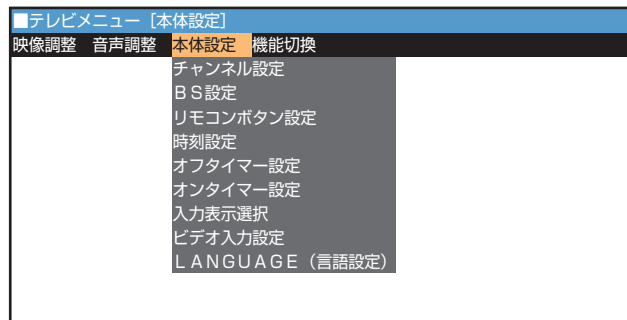 ■テレビメニュー［本体設定］
映像調整 音声調整 本体設定 機能切換
チャンネル設定
ＢＳ設定
リモコンボタン設定
時刻設定
オフタイマー設定
オンタイマー設定
入力表示選択
ビデオ入力設定
ＬＡＮＧＵＡＧＥ（言語設定）